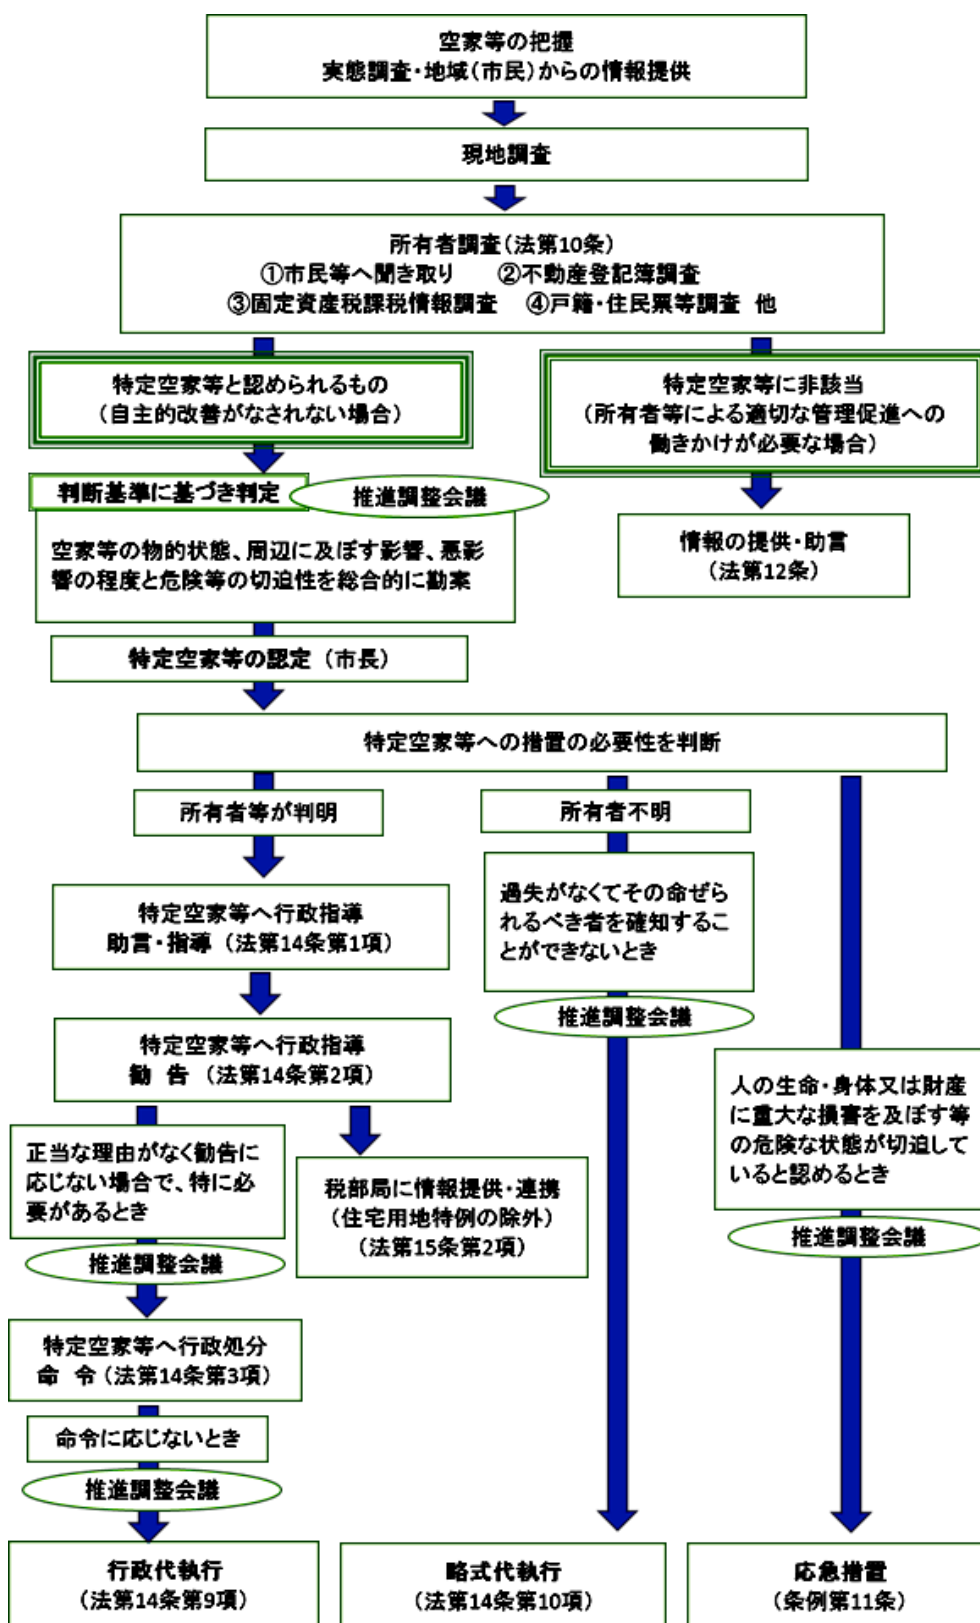 空家等の把握
実態調査・地域（市民）からの情報提供
現地調査
所有者調査（法第10条）
①市民等へ聞き取り　②不動産登記簿調査
③固定資産税課税情報調査　④戸籍・住民票等調査 他
特定空家等と認められるもの
（自主的改善がなされない場合）
特定空家等に非該当
（所有者等による適切な管理促進への
働きかけが必要な場合）
判断基準に基づき判定
推進調整会議
空家等の物的状態、周辺に及ぼす影響、悪影
響の程度と危険等の切迫性を総合的に勘案
情報の提供・助言
（法第12条）
特定空家等の認定（市長）
特定空家等への措置の必要性を判断
所有者等が判明
所有者不明
特定空家等へ行政指導
助言・指導（法第14条第1項）
過失がなくてその命ぜら
れるべき者を確知するこ
とができないとき
推進調整会議
特定空家等へ行政指導
勧 告（法第14条第2項）
人の生命・身体又は財産
に重大な損害を及ぼす等
の危険な状態が切迫して
いると認めるとき
推進調整会議
正当な理由がなく勧告に
応じない場合で、特に必
要があるとき
推進調整会議
税部局に情報提供・連携
（住宅用地特例の除外）
（法第15条第2項）
特定空家等へ行政処分
命 令（法第14条第3項）
命令に応じないとき
推進調整会議
行政代執行
（法第14条第9項）
略式代執行
（法第14条第10項）
応急措置
（条例第11条）